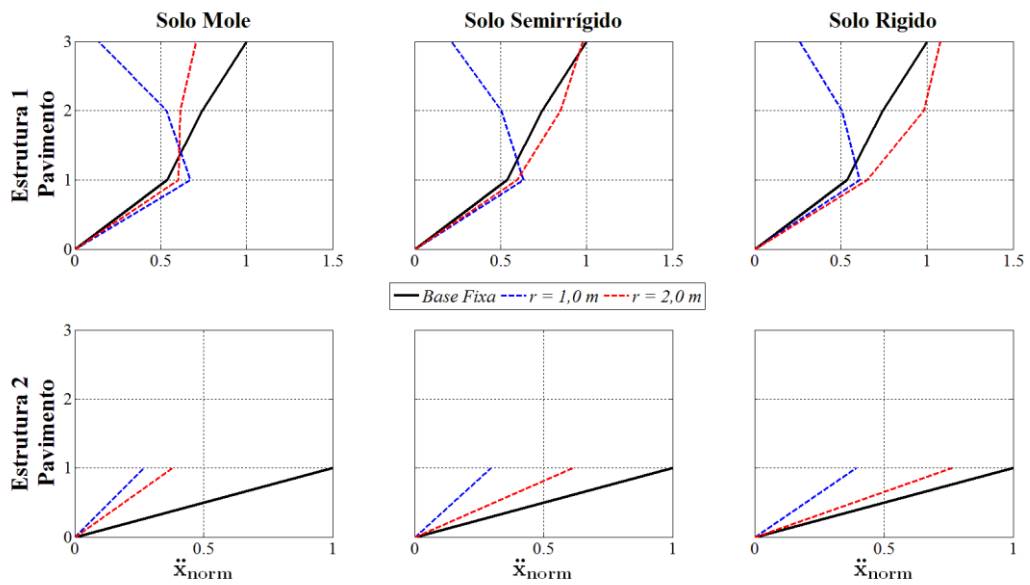 Solo Mole
Solo Semirrígido
Solo Rigido
Estrutura 1
Pavimento
3
2
1
0
0 0.5 1 1.5
0 0.5 1 1.5
0 0.5 1 1.5
Base Fixa r = 1,0 m r = 2,0 m
Estrutura 2
Pavimento
3
2
1
0
0 0.5 1
0 0.5 1
0 0.5 1
ẍnorm
ẍnorm
ẍnorm